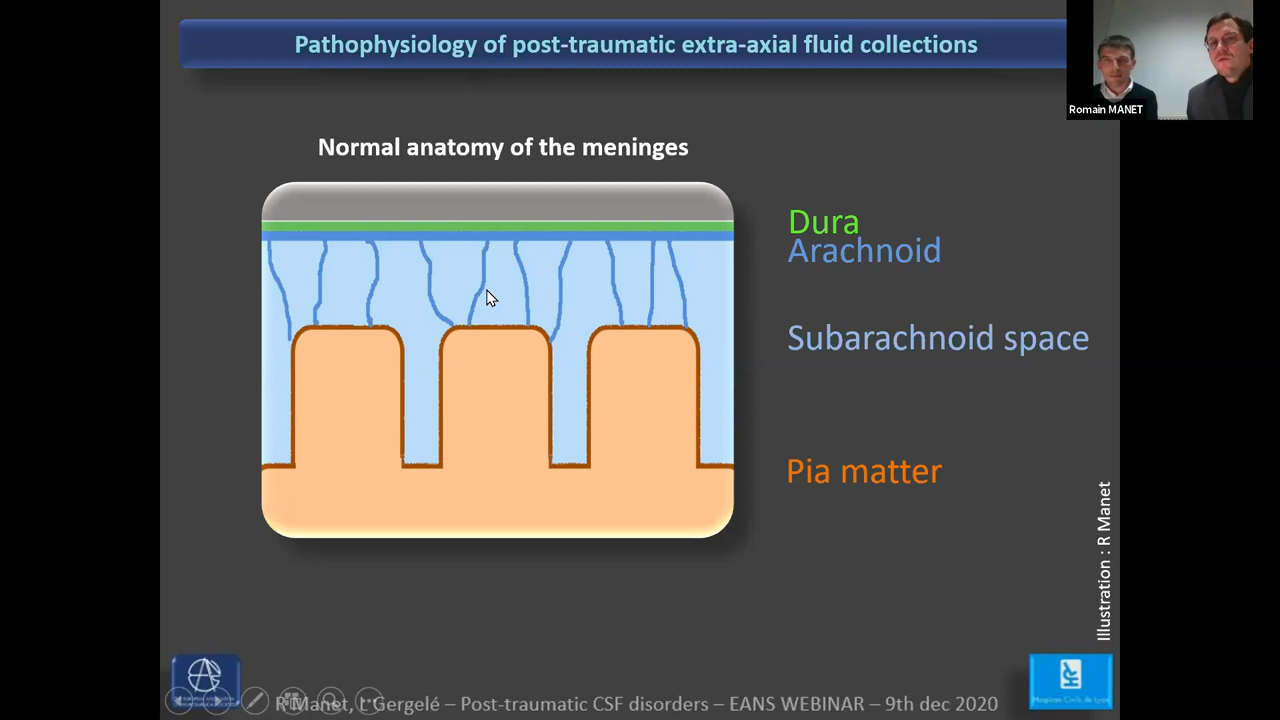 Pathophysiology of post-traumatic extra-axial fluid collections
Romain MANET
Normal anatomy of the meninges
Dura
Arachnoid
Subarachnoid space
Pia matter
Illustration : R Manet
R Manet, L Gergelé – Post-traumatic CSF disorders – EANS WEBINAR – 9th dec 2020